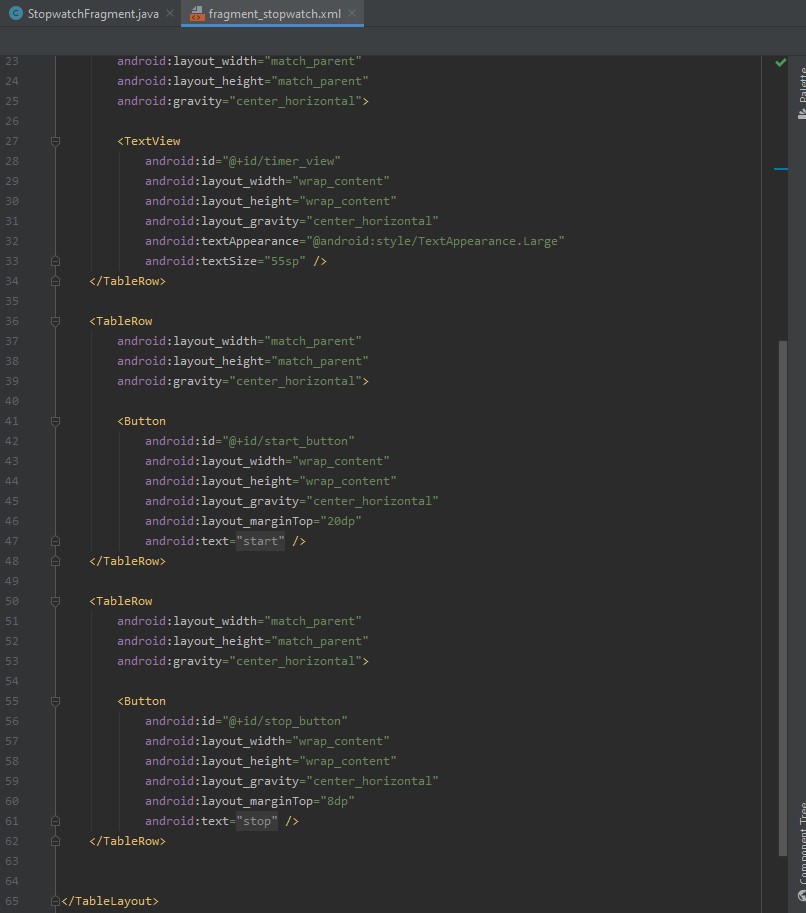 StopwatchFragment.java
fragment_stopwatch.xml
23 android:layout_width="match_parent"
24 android:layout_height="match_parent"
25 android:gravity="center_horizontal">
26
27 <TextView
28 android:id="@+id/timer_view"
29 android:layout_width="wrap_content"
30 android:layout_height="wrap_content"
31 android:layout_gravity="center_horizontal"
32 android:textAppearance="@android:style/TextAppearance.Large"
33 android:textSize="55sp" />
34 </TableRow>
35
36 <TableRow
37 android:layout_width="match_parent"
38 android:layout_height="match_parent"
39 android:gravity="center_horizontal">
40
41 <Button
42 android:id="@+id/start_button"
43 android:layout_width="wrap_content"
44 android:layout_height="wrap_content"
45 android:layout_gravity="center_horizontal"
46 android:layout_marginTop="20dp"
47 android:text="start" />
48 </TableRow>
49
50 <TableRow
51 android:layout_width="match_parent"
52 android:layout_height="match_parent"
53 android:gravity="center_horizontal">
54
55 <Button
56 android:id="@+id/stop_button"
57 android:layout_width="wrap_content"
58 android:layout_height="wrap_content"
59 android:layout_gravity="center_horizontal"
60 android:layout_marginTop="8dp"
61 android:text="stop" />
62 </TableRow>
63
64
65 </TableLayout>
Palette
Component Tree